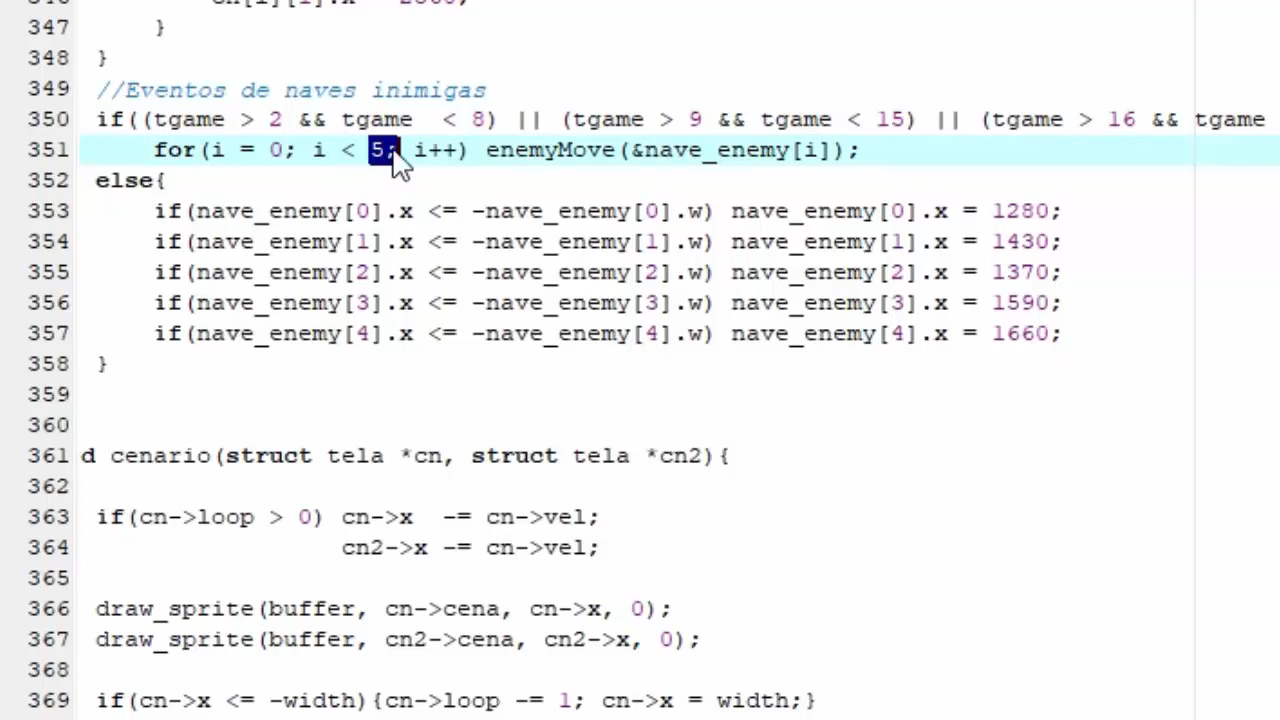 347 }
348 }
349 //Eventos de naves inimigas
350 if((tgame > 2 && tgame  < 8) || (tgame > 9 && tgame < 15) || (tgame > 16 && tgame
351 for(i = 0; i < 5; i++) enemyMove(&nave_enemy[i]);
352 else{
353 if(nave_enemy[0].x <= -nave_enemy[0].w) nave_enemy[0].x = 1280;
354 if(nave_enemy[1].x <= -nave_enemy[1].w) nave_enemy[1].x = 1430;
355 if(nave_enemy[2].x <= -nave_enemy[2].w) nave_enemy[2].x = 1370;
356 if(nave_enemy[3].x <= -nave_enemy[3].w) nave_enemy[3].x = 1590;
357 if(nave_enemy[4].x <= -nave_enemy[4].w) nave_enemy[4].x = 1660;
358 }
359
360
361 d cenario(struct tela *cn, struct tela *cn2){
362
363 if(cn->loop > 0) cn->x  -= cn->vel;
364 cn2->x -= cn->vel;
365
366 draw_sprite(buffer, cn->cena, cn->x, 0);
367 draw_sprite(buffer, cn2->cena, cn2->x, 0);
368
369 if(cn->x <= -width){cn->loop -= 1; cn->x = width;}